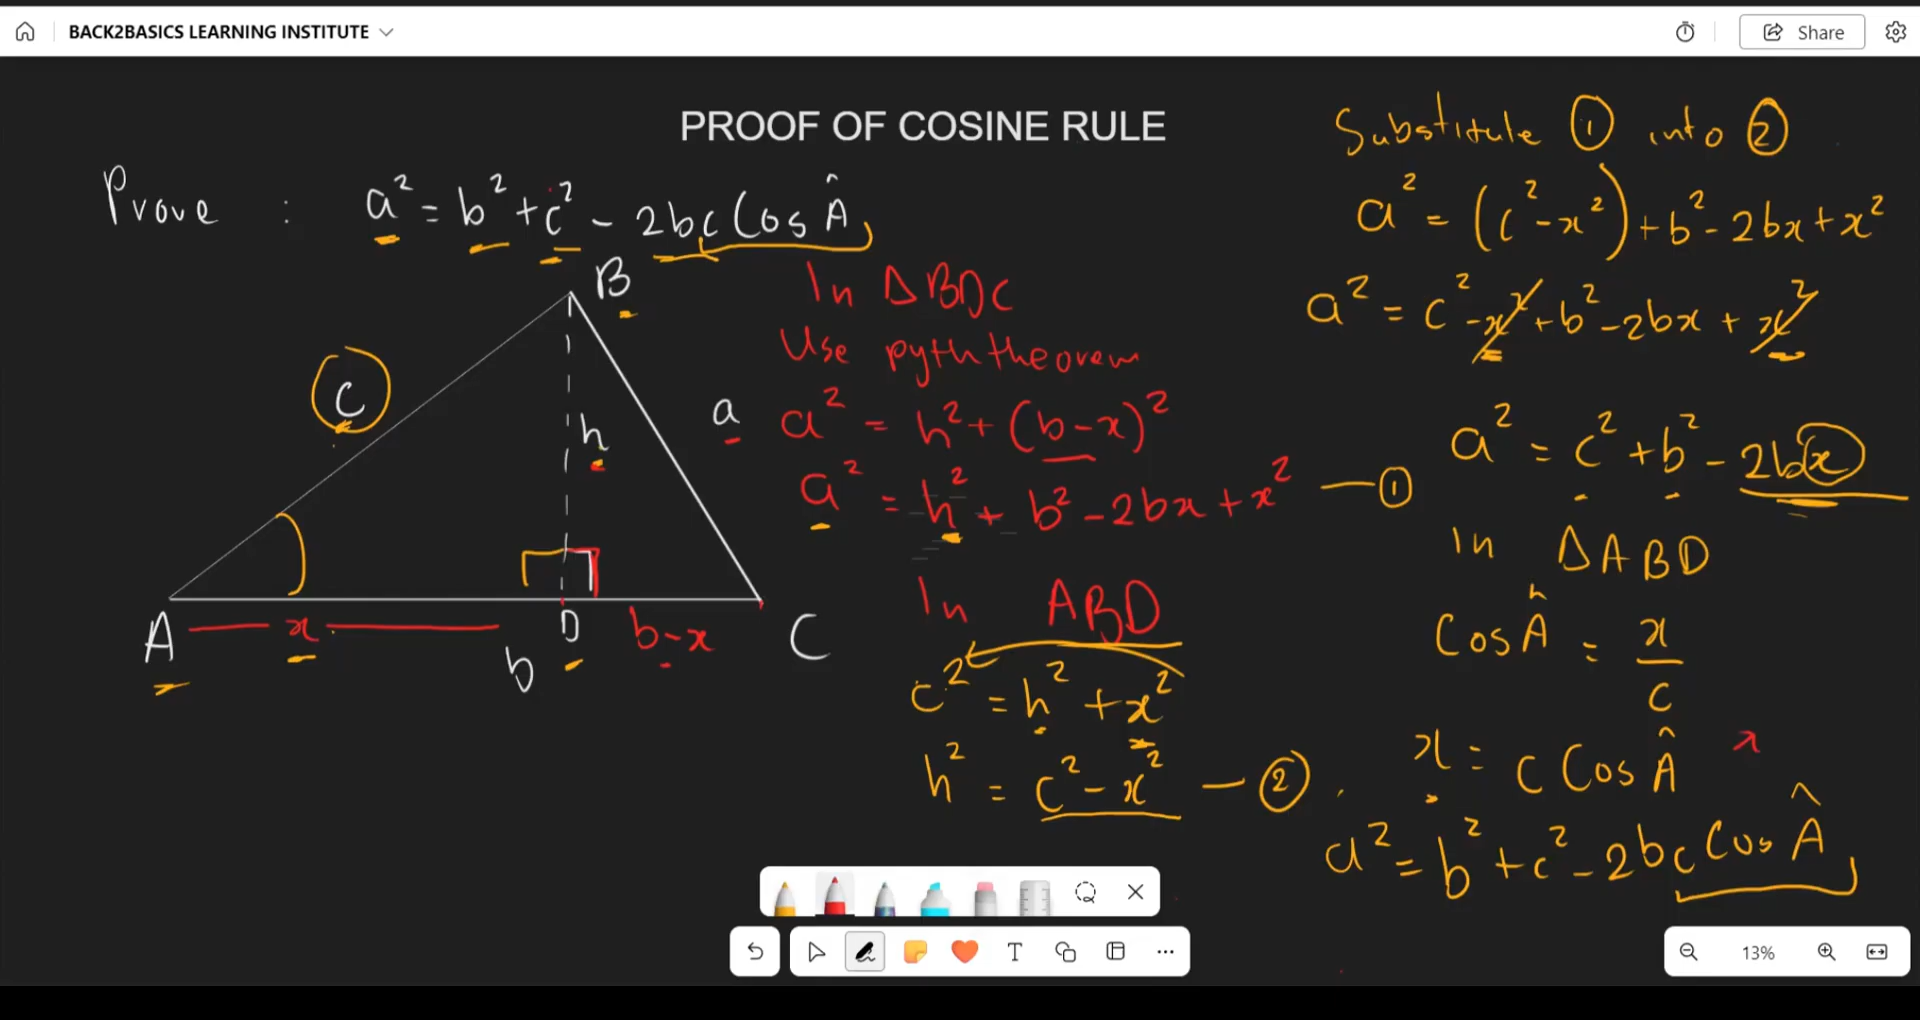 BACK2BASICS LEARNING INSTITUTE
Share
PROOF OF COSINE RULE
Prove : a² = b² + c² - 2bc Cos Â
B
c
h
a
A
x
D
b - x
C
b
In ΔBDC
Use pyth theorem
a² = h² + (b-x)²
a² = h² + b² - 2bx + x² — ①
In ABD
c² = h² + x²
h² = c² - x² — ②
Substitute ① into ②
a² = (c² - x²) + b² - 2bx + x²
a² = c² - x² + b² - 2bx + x²
a² = c² + b² - 2bx
In ΔABD
Cos Â = x/c
x = c Cos Â x
a² = b² + c² - 2bc Cos Â
13%